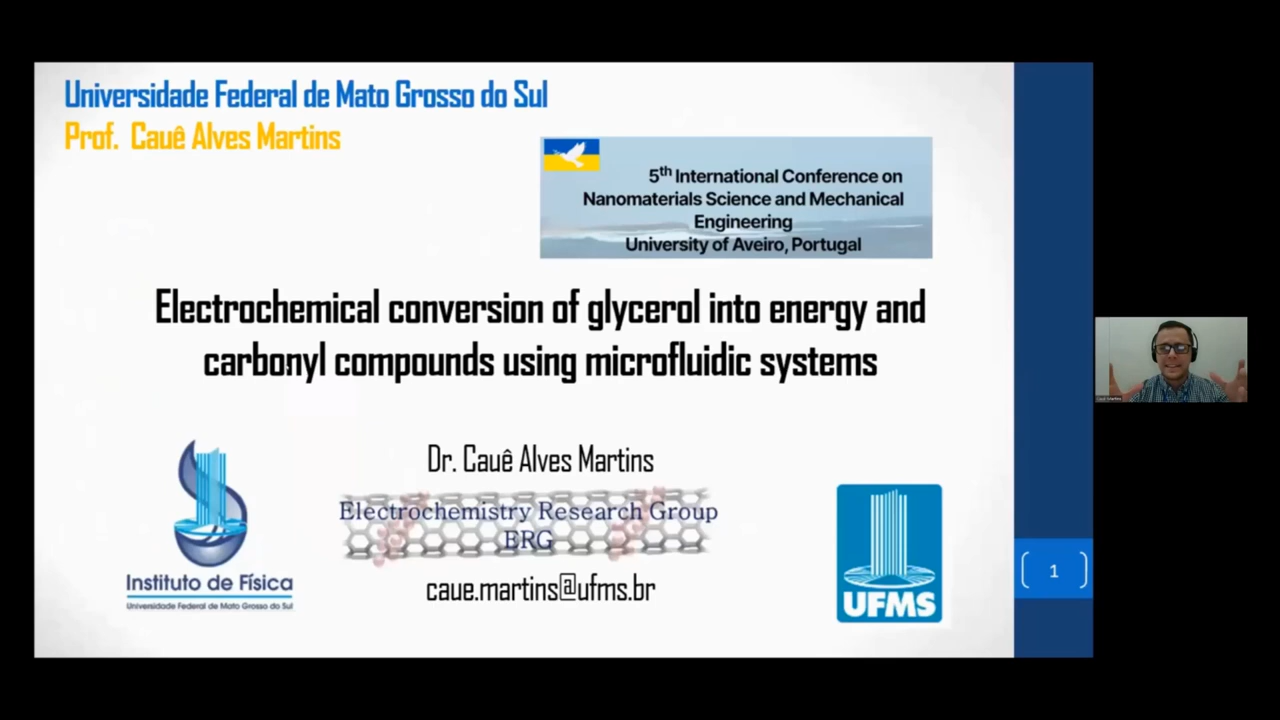 Universidade Federal de Mato Grosso do Sul
Prof. Cauê Alves Martins
5th International Conference on
Nanomaterials Science and Mechanical
Engineering
University of Aveiro, Portugal
Electrochemical conversion of glycerol into energy and
carbonyl compounds using microfluidic systems
Dr. Cauê Alves Martins
Electrochemistry Research Group
ERG
caue.martins@ufms.br
Instituto de Física
Universidade Federal de Mato Grosso do Sul
UFMS
1
Cauê Martins